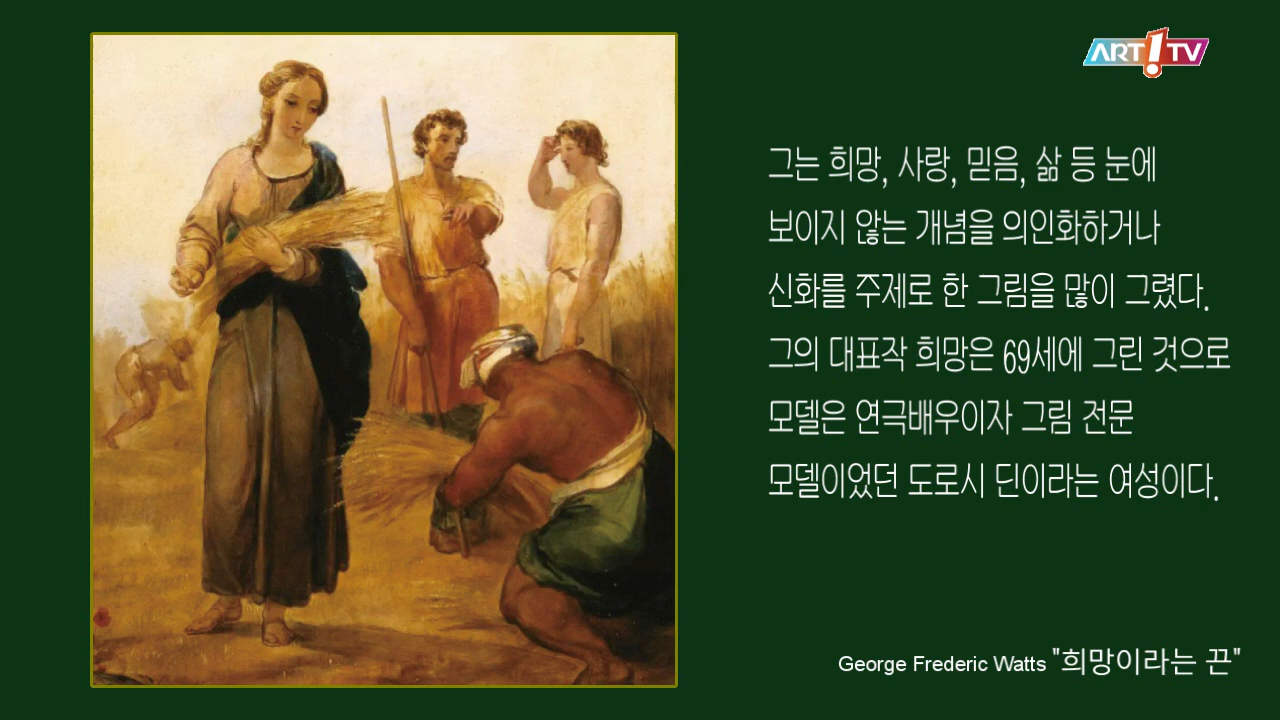 ART!TV
그는 희망, 사랑, 믿음, 삶 등 눈에
보이지 않는 개념을 의인화하거나
신화를 주제로 한 그림을 많이 그렸다.
그의 대표작 희망은 69세에 그린 것으로
모델은 연극배우이자 그림 전문
모델이었던 도로시 딘이라는 여성이다.
George Frederic Watts "희망이라는 끈"